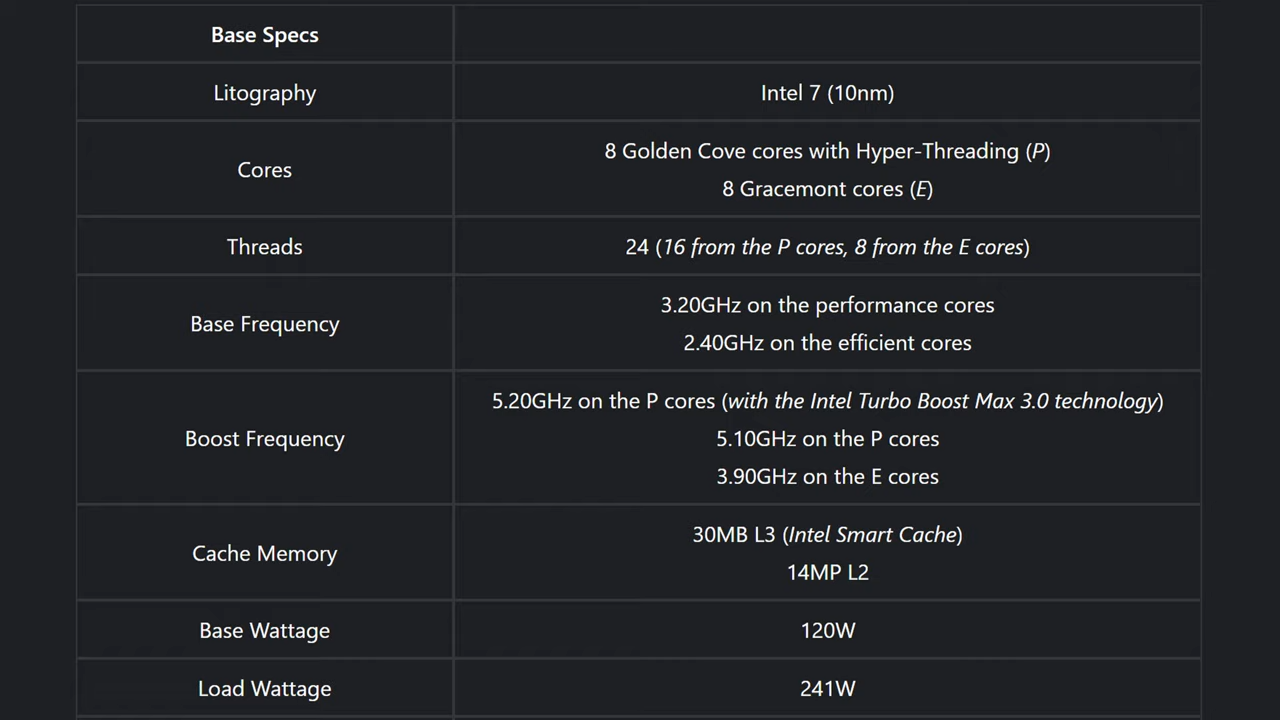 Base Specs
Litography
Intel 7 (10nm)
Cores
8 Golden Cove cores with Hyper-Threading (P)
8 Gracemont cores (E)
Threads
24 (16 from the P cores, 8 from the E cores)
Base Frequency
3.20GHz on the performance cores
2.40GHz on the efficient cores
Boost Frequency
5.20GHz on the P cores (with the Intel Turbo Boost Max 3.0 technology)
5.10GHz on the P cores
3.90GHz on the E cores
Cache Memory
30MB L3 (Intel Smart Cache)
14MP L2
Base Wattage
120W
Load Wattage
241W